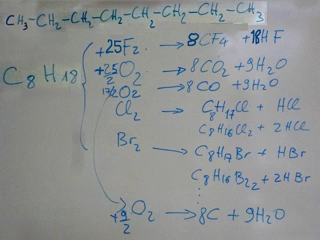 CH3-CH2-CH2-CH2-CH2-CH2-CH2-CH3
C8H18
+25F2 → 8CF4 +18HF
+25/2 O2 → 8CO2 +9H2O
17/2 O2 → 8CO +9H2O
Cl2 → C8H17Cl + HCl
C8H16Cl2 + 2HCl
Br2 → C8H17Br + HBr
C8H16Br2 + 2HBr
+9/2 O2 → 8C + 9H2O